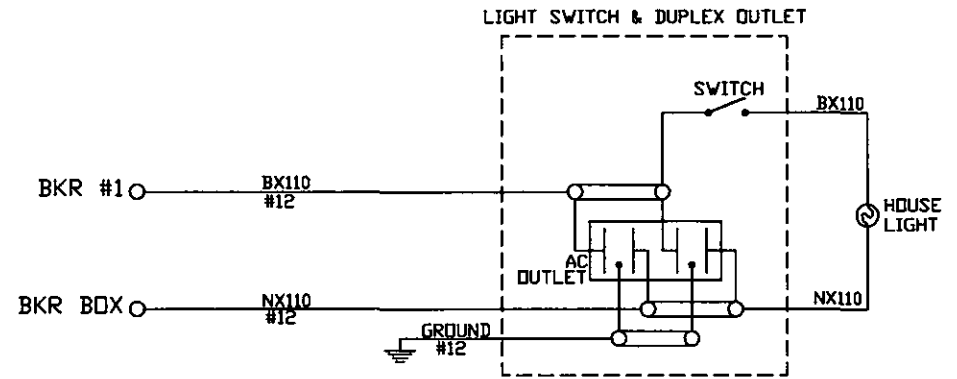 LIGHT SWITCH & DUPLEX OUTLET
SWITCH
BX110
BKR #1
BX110
#12
HOUSE
LIGHT
AC
OUTLET
BKR BOX
NX110
#12
NX110
GROUND
#12